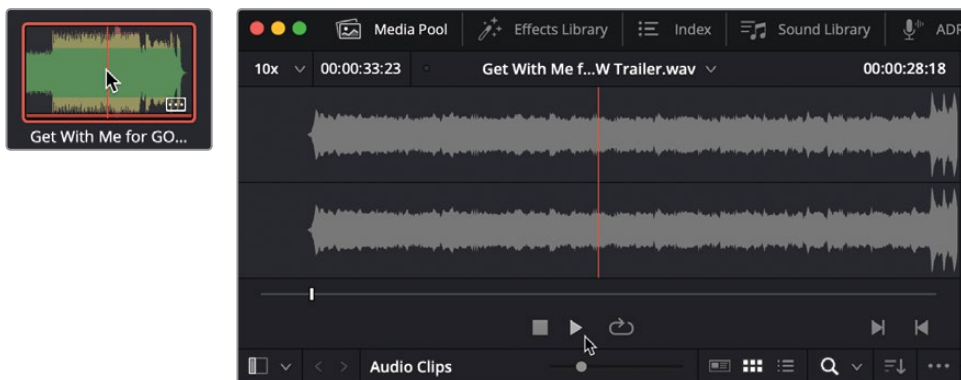 Get With Me for GO...
Media Pool Effects Library Index Sound Library ADR
10x 00:00:33:23 Get With Me f...W Trailer.wav 00:00:28:18
Audio Clips